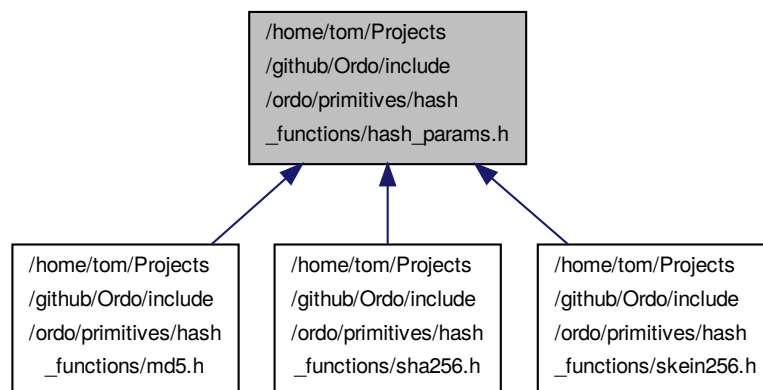 /home/tom/Projects
/github/Ordo/include
/ordo/primitives/hash
_functions/hash_params.h
/home/tom/Projects
/github/Ordo/include
/ordo/primitives/hash
_functions/md5.h
/home/tom/Projects
/github/Ordo/include
/ordo/primitives/hash
_functions/sha256.h
/home/tom/Projects
/github/Ordo/include
/ordo/primitives/hash
_functions/skein256.h